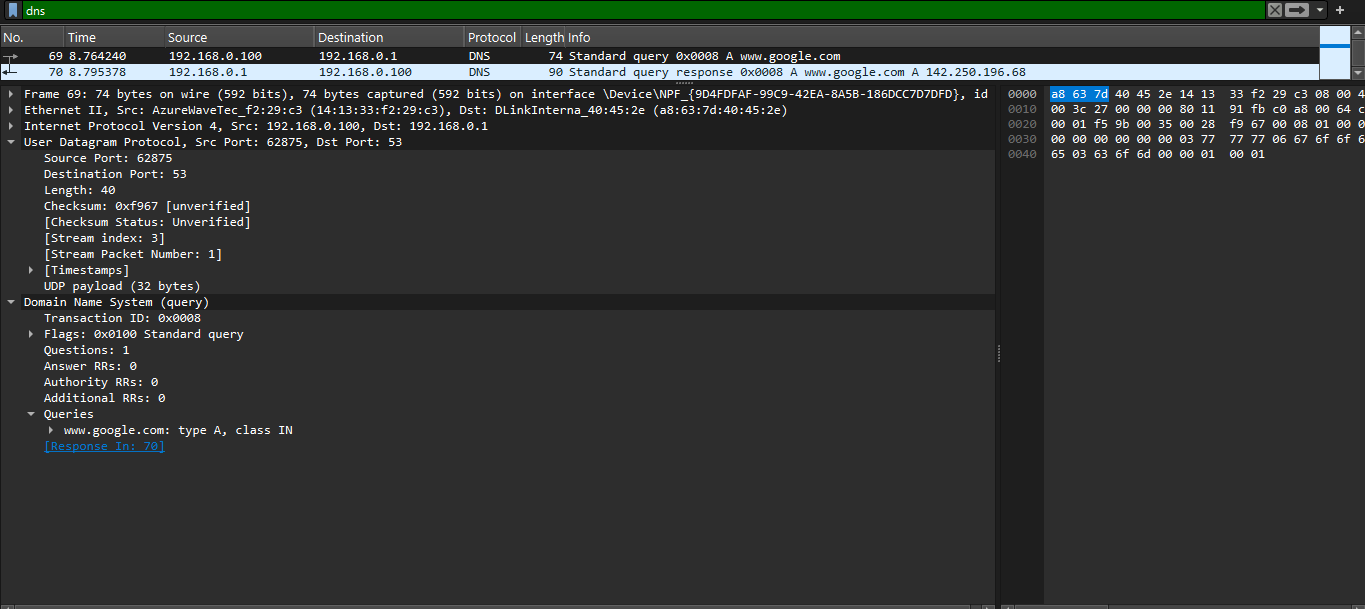 dns
No. Time Source Destination Protocol Length Info
69 8.764240 192.168.0.100 192.168.0.1 DNS 74 Standard query 0x0008 A www.google.com
70 8.795378 192.168.0.1 192.168.0.100 DNS 90 Standard query response 0x0008 A www.google.com A 142.250.196.68
Frame 69: 74 bytes on wire (592 bits), 74 bytes captured (592 bits) on interface \Device\NPF_{9D4FDFAF-99C9-42EA-8A5B-186DCC7D7DFD}, id
Ethernet II, Src: AzureWaveTec_f2:29:c3 (14:13:33:f2:29:c3), Dst: DLinkInterna_40:45:2e (a8:63:7d:40:45:2e)
Internet Protocol Version 4, Src: 192.168.0.100, Dst: 192.168.0.1
User Datagram Protocol, Src Port: 62875, Dst Port: 53
Source Port: 62875
Destination Port: 53
Length: 40
Checksum: 0xf967 [unverified]
[Checksum Status: Unverified]
[Stream index: 3]
[Stream Packet Number: 1]
[Timestamps]
UDP payload (32 bytes)
Domain Name System (query)
Transaction ID: 0x0008
Flags: 0x0100 Standard query
Questions: 1
Answer RRs: 0
Authority RRs: 0
Additional RRs: 0
Queries
www.google.com: type A, class IN
[Response In: 70]
0000 a8 63 7d 40 45 2e 14 13 33 f2 29 c3 08 00 4
0010 00 3c 27 00 00 00 80 11 91 fb c0 a8 00 64 c
0020 00 01 f5 9b 00 35 00 28 f9 67 00 08 01 00 0
0030 00 00 00 00 00 00 03 77 77 77 06 67 6f 6f 6
0040 65 03 63 6f 6d 00 00 01 00 01